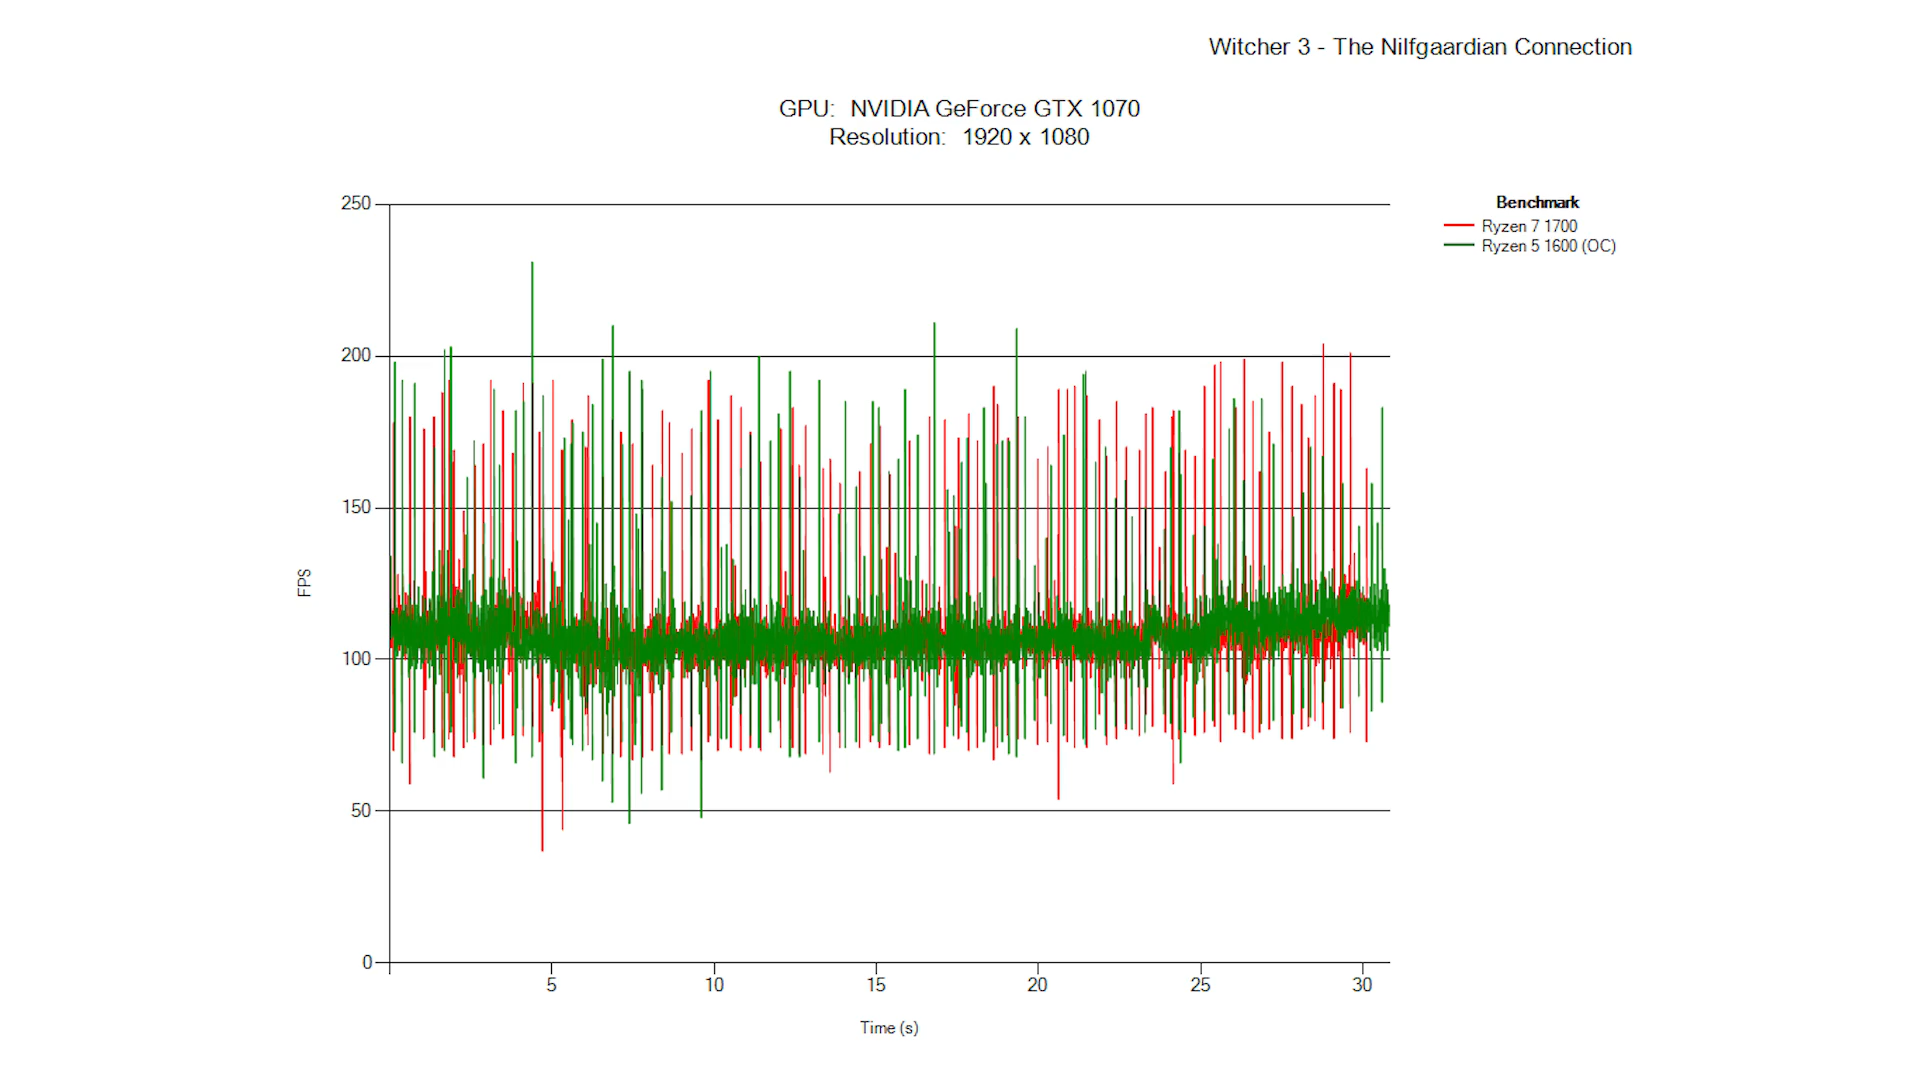 Witcher 3 - The Nilfgaardian Connection
GPU: NVIDIA GeForce GTX 1070
Resolution: 1920 x 1080
Benchmark
Ryzen 7 1700
Ryzen 5 1600 (OC)
250
200
150
100
50
0
FPS
5 10 15 20 25 30
Time (s)